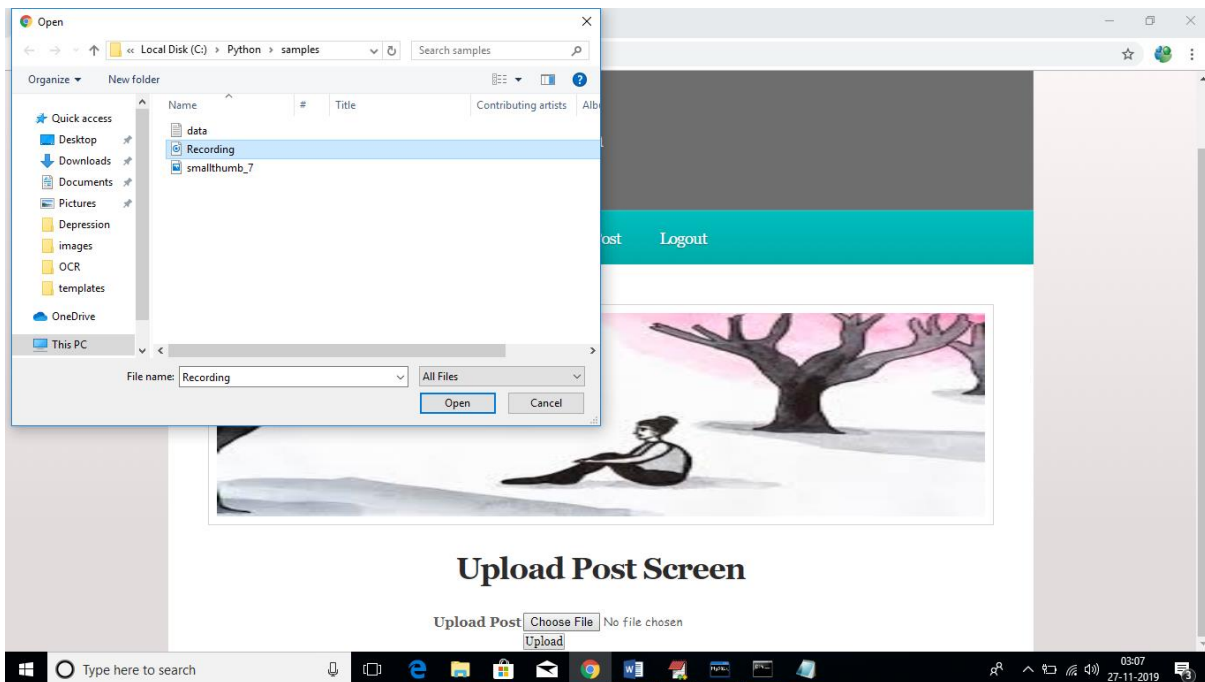 Open
« Local Disk (C:) › Python › samples
Search samples
Organize
New folder
Quick access
Desktop
Downloads
Documents
Pictures
Depression
images
OCR
templates
OneDrive
This PC
Name # Title Contributing artists Alb
data
Recording
smallthumb_7
File name: Recording
All Files
Open Cancel
ost Logout
Upload Post Screen
Upload Post Choose File No file chosen
Upload
Type here to search
03:07
27-11-2019
3